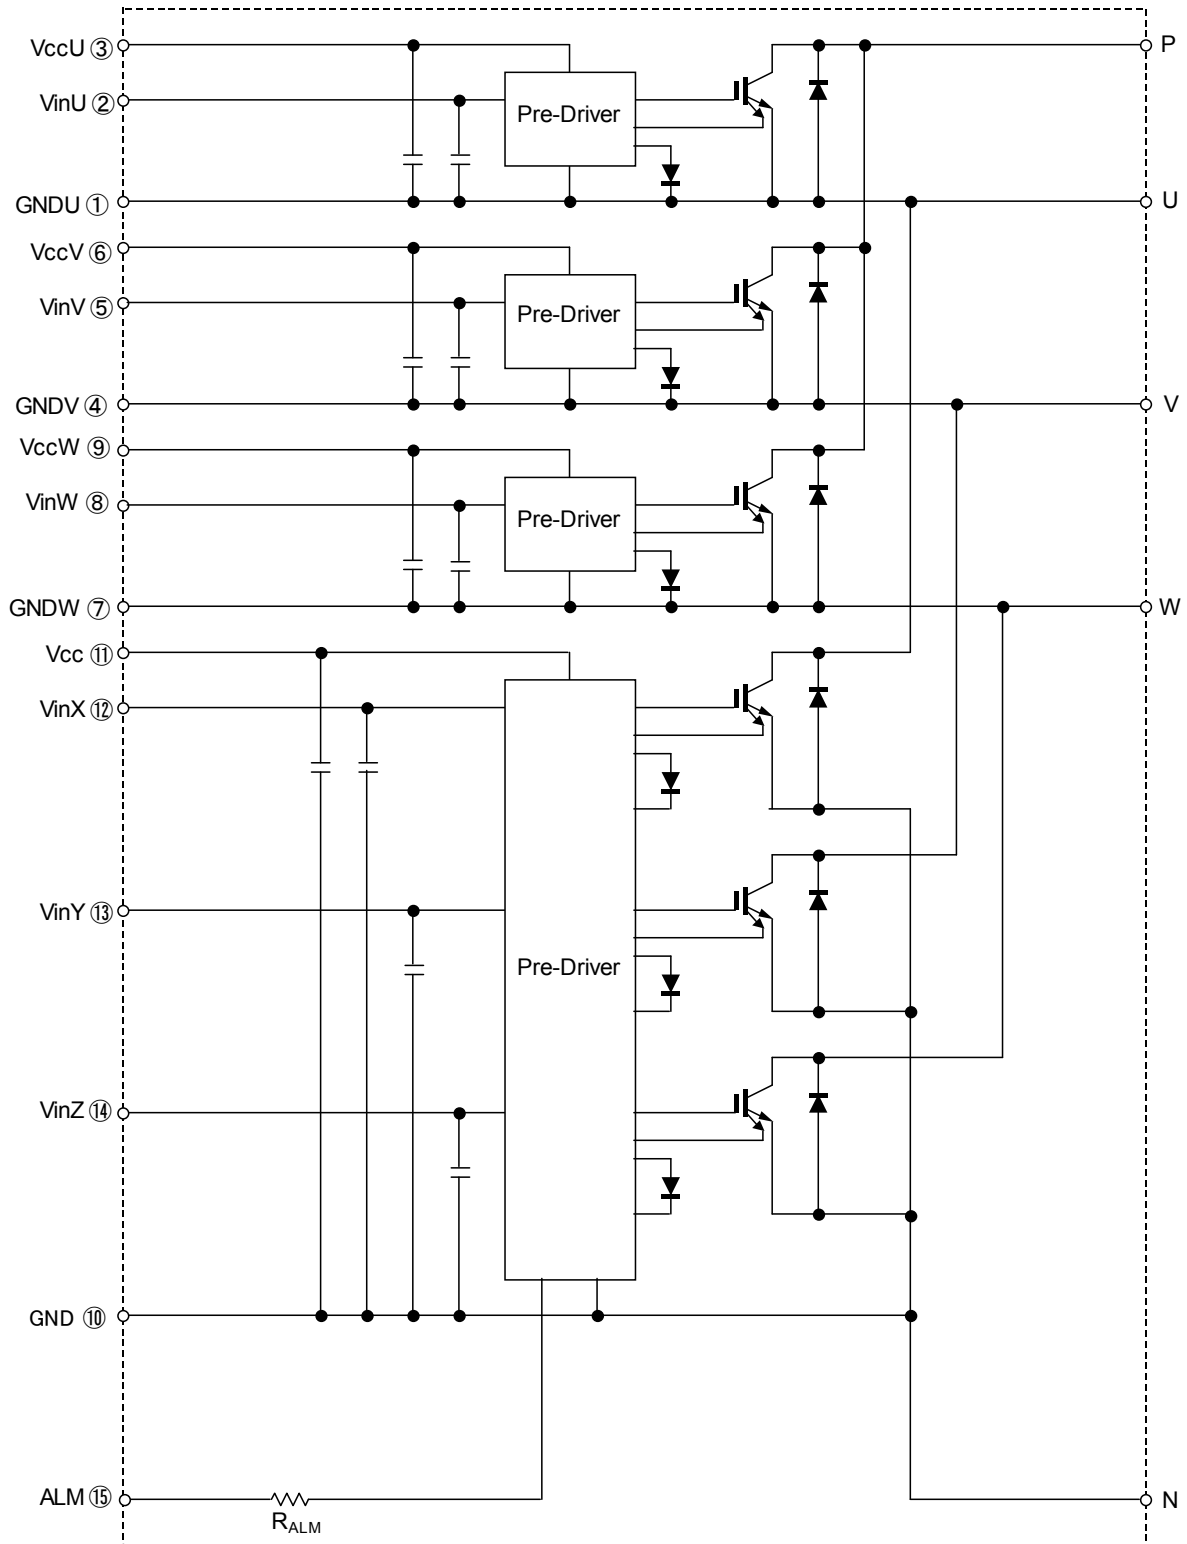 VccU ③
P
VinU ②
Pre-Driver
GNDU ①
U
VccV ⑥
VinV ⑤
Pre-Driver
GNDV ④
V
VccW ⑨
VinW ⑧
Pre-Driver
GNDW ⑦
W
Vcc ⑪
VinX ⑫
VinY ⑬
Pre-Driver
VinZ ⑭
GND ⑩
ALM ⑮
N
RALM